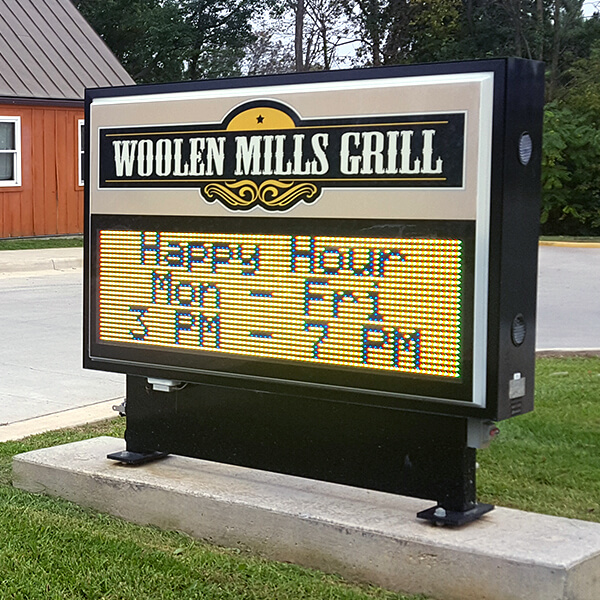 WOOLEN MILLS GRILL
Happy Hour
Mon - Fri
3 PM - 7 PM